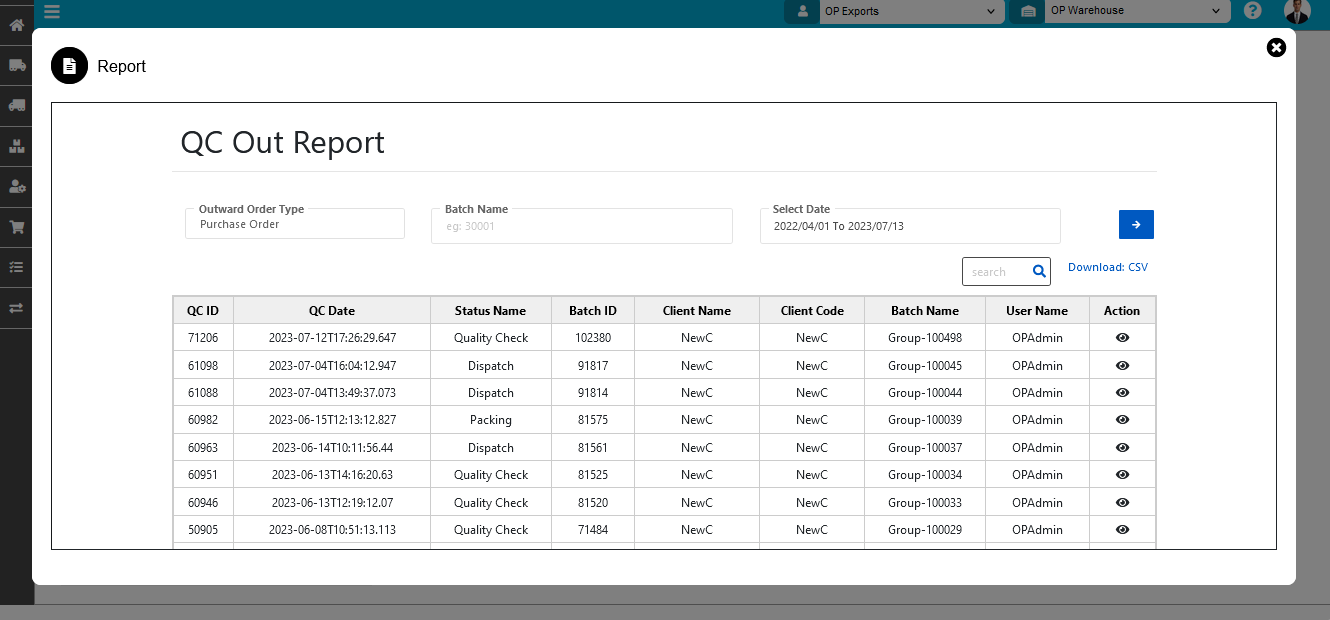 OP Exports OP Warehouse
Report
QC Out Report
Outward Order Type Batch Name Select Date
Purchase Order eg: 30001 2022/04/01 To 2023/07/13
search Download: CSV
QC ID QC Date Status Name Batch ID Client Name Client Code Batch Name User Name Action
71206 2023-07-12T17:26:29.647 Quality Check 102380 NewC NewC Group-100498 OPAdmin
61098 2023-07-04T16:04:12.947 Dispatch 91817 NewC NewC Group-100045 OPAdmin
61088 2023-07-04T13:49:37.073 Dispatch 91814 NewC NewC Group-100044 OPAdmin
60982 2023-06-15T12:13:12.827 Packing 81575 NewC NewC Group-100039 OPAdmin
60963 2023-06-14T10:11:56.44 Dispatch 81561 NewC NewC Group-100037 OPAdmin
60951 2023-06-13T14:16:20.63 Quality Check 81525 NewC NewC Group-100034 OPAdmin
60946 2023-06-13T12:19:12.07 Quality Check 81520 NewC NewC Group-100033 OPAdmin
50905 2023-06-08T10:51:13.113 Quality Check 71484 NewC NewC Group-100029 OPAdmin